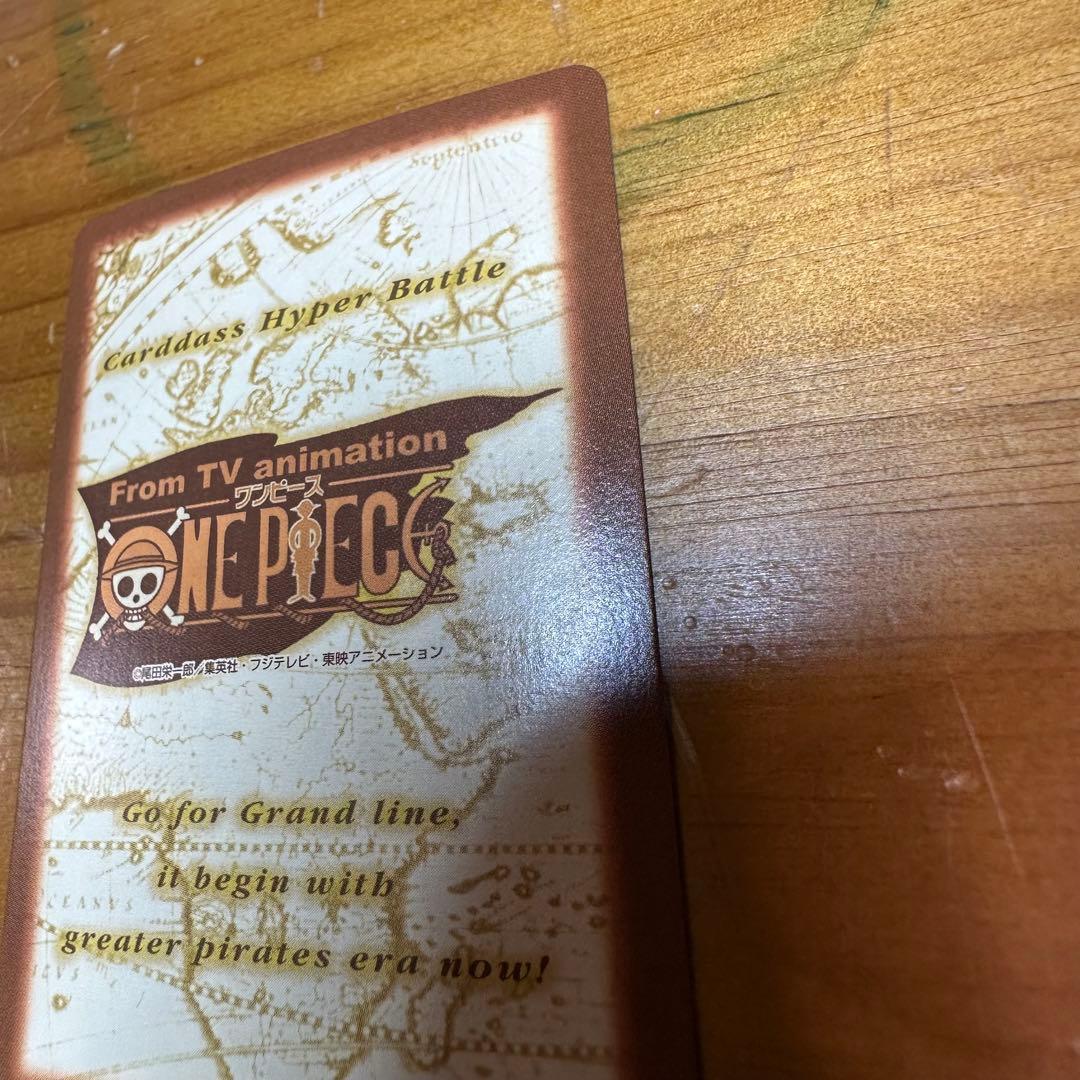 Septentrio
Carddass Hyper Battle
From TV animation
ワンピース
ONE PIECE
©尾田栄一郎/集英社・フジテレビ・東映アニメーション
Go for Grand line,
it begin with
greater pirates era now!